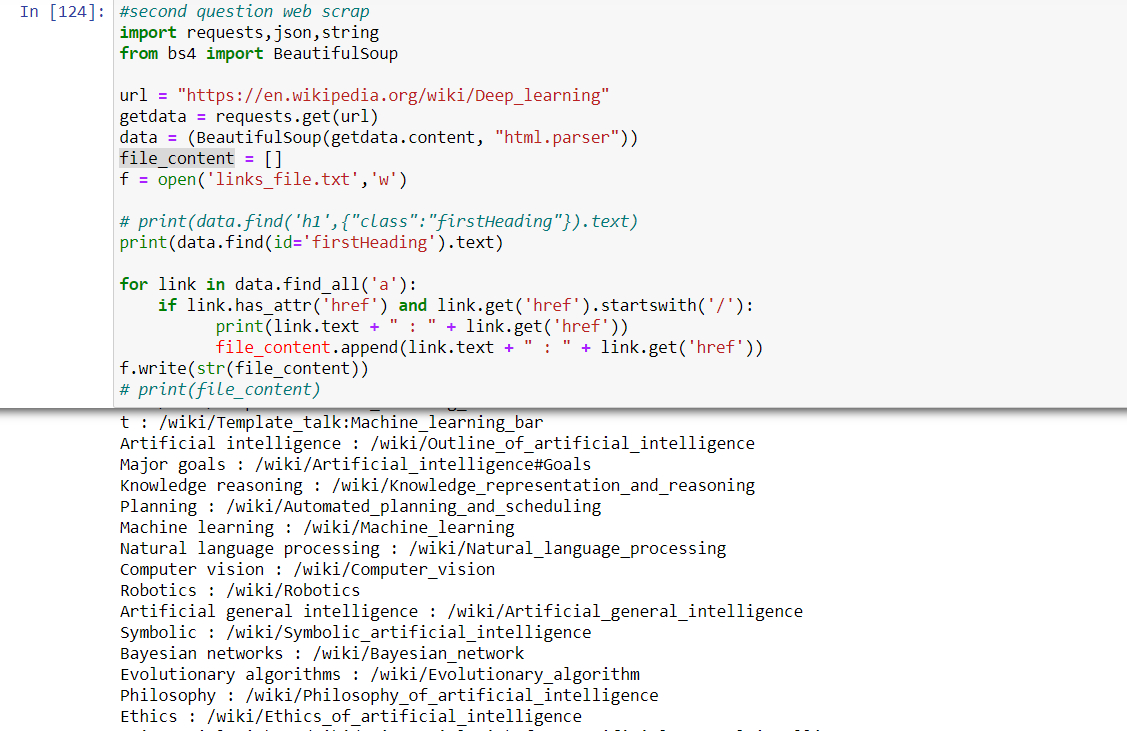 In [124]: #second question web scrap
import requests,json,string
from bs4 import BeautifulSoup
url = "https://en.wikipedia.org/wiki/Deep_learning"
getdata = requests.get(url)
data = (BeautifulSoup(getdata.content, "html.parser"))
file_content = []
f = open('links_file.txt','w')
# print(data.find('h1',{"class":"firstHeading"}).text)
print(data.find(id='firstHeading').text)
for link in data.find_all('a'):
if link.has_attr('href') and link.get('href').startswith('/'):
print(link.text + " : " + link.get('href'))
file_content.append(link.text + " : " + link.get('href'))
f.write(str(file_content))
# print(file_content)
t : /wiki/Template_talk:Machine_learning_bar
Artificial intelligence : /wiki/Outline_of_artificial_intelligence
Major goals : /wiki/Artificial_intelligence#Goals
Knowledge reasoning : /wiki/Knowledge_representation_and_reasoning
Planning : /wiki/Automated_planning_and_scheduling
Machine learning : /wiki/Machine_learning
Natural language processing : /wiki/Natural_language_processing
Computer vision : /wiki/Computer_vision
Robotics : /wiki/Robotics
Artificial general intelligence : /wiki/Artificial_general_intelligence
Symbolic : /wiki/Symbolic_artificial_intelligence
Bayesian networks : /wiki/Bayesian_network
Evolutionary algorithms : /wiki/Evolutionary_algorithm
Philosophy : /wiki/Philosophy_of_artificial_intelligence
Ethics : /wiki/Ethics_of_artificial_intelligence